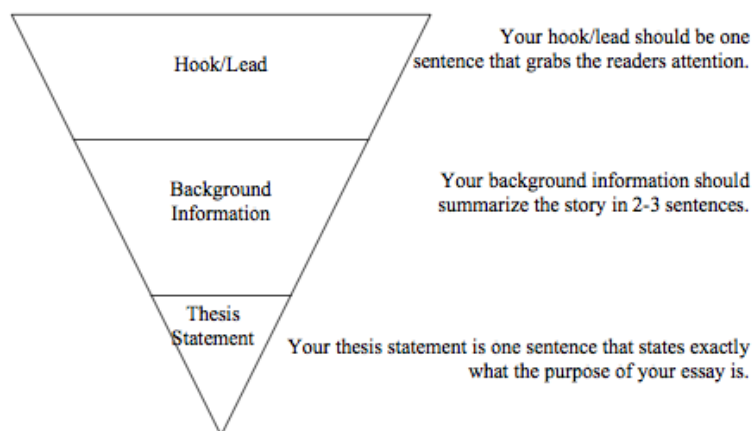 Hook/Lead
Your hook/lead should be one
sentence that grabs the readers attention.
Background
Information
Your background information should
summarize the story in 2-3 sentences.
Thesis
Statement
Your thesis statement is one sentence that states exactly
what the purpose of your essay is.